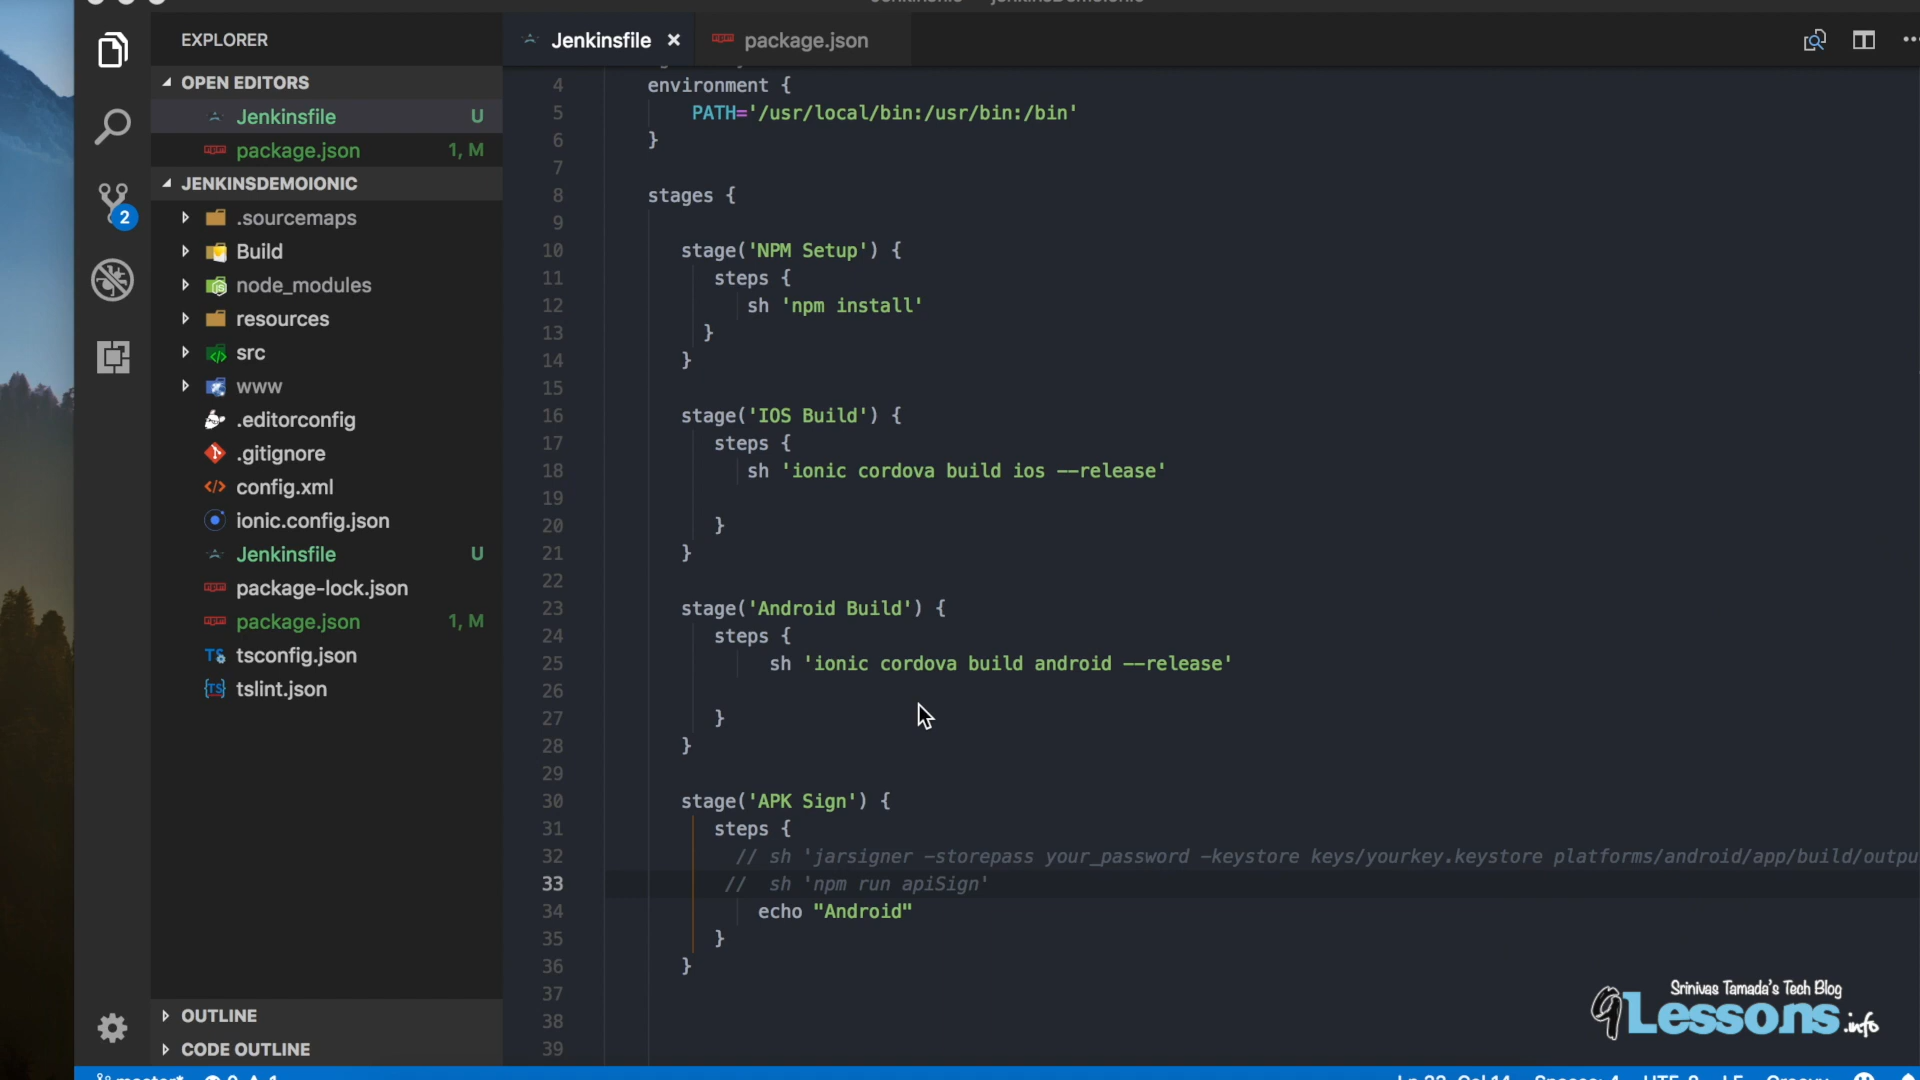 EXPLORER
Jenkinsfile
package.json
OPEN EDITORS
Jenkinsfile U
package.json 1, M
JENKINSDEMOIONIC
.sourcemaps
Build
node_modules
resources
src
www
.editorconfig
.gitignore
config.xml
ionic.config.json
Jenkinsfile U
package-lock.json
package.json 1, M
tsconfig.json
tslint.json
OUTLINE
CODE OUTLINE
2
4 environment {
5 PATH='/usr/local/bin:/usr/bin:/bin'
6 }
7
8 stages {
9
10 stage('NPM Setup') {
11 steps {
12 sh 'npm install'
13 }
14 }
15
16 stage('IOS Build') {
17 steps {
18 sh 'ionic cordova build ios --release'
19
20 }
21 }
22
23 stage('Android Build') {
24 steps {
25 sh 'ionic cordova build android --release'
26
27 }
28 }
29
30 stage('APK Sign') {
31 steps {
32 // sh 'jarsigner -storepass your_password -keystore keys/yourkey.keystore platforms/android/app/build/outpu
33 // sh 'npm run apiSign'
34 echo "Android"
35 }
36 }
37
38
39
Srinivas Tamada's Tech Blog
9Lessons.info